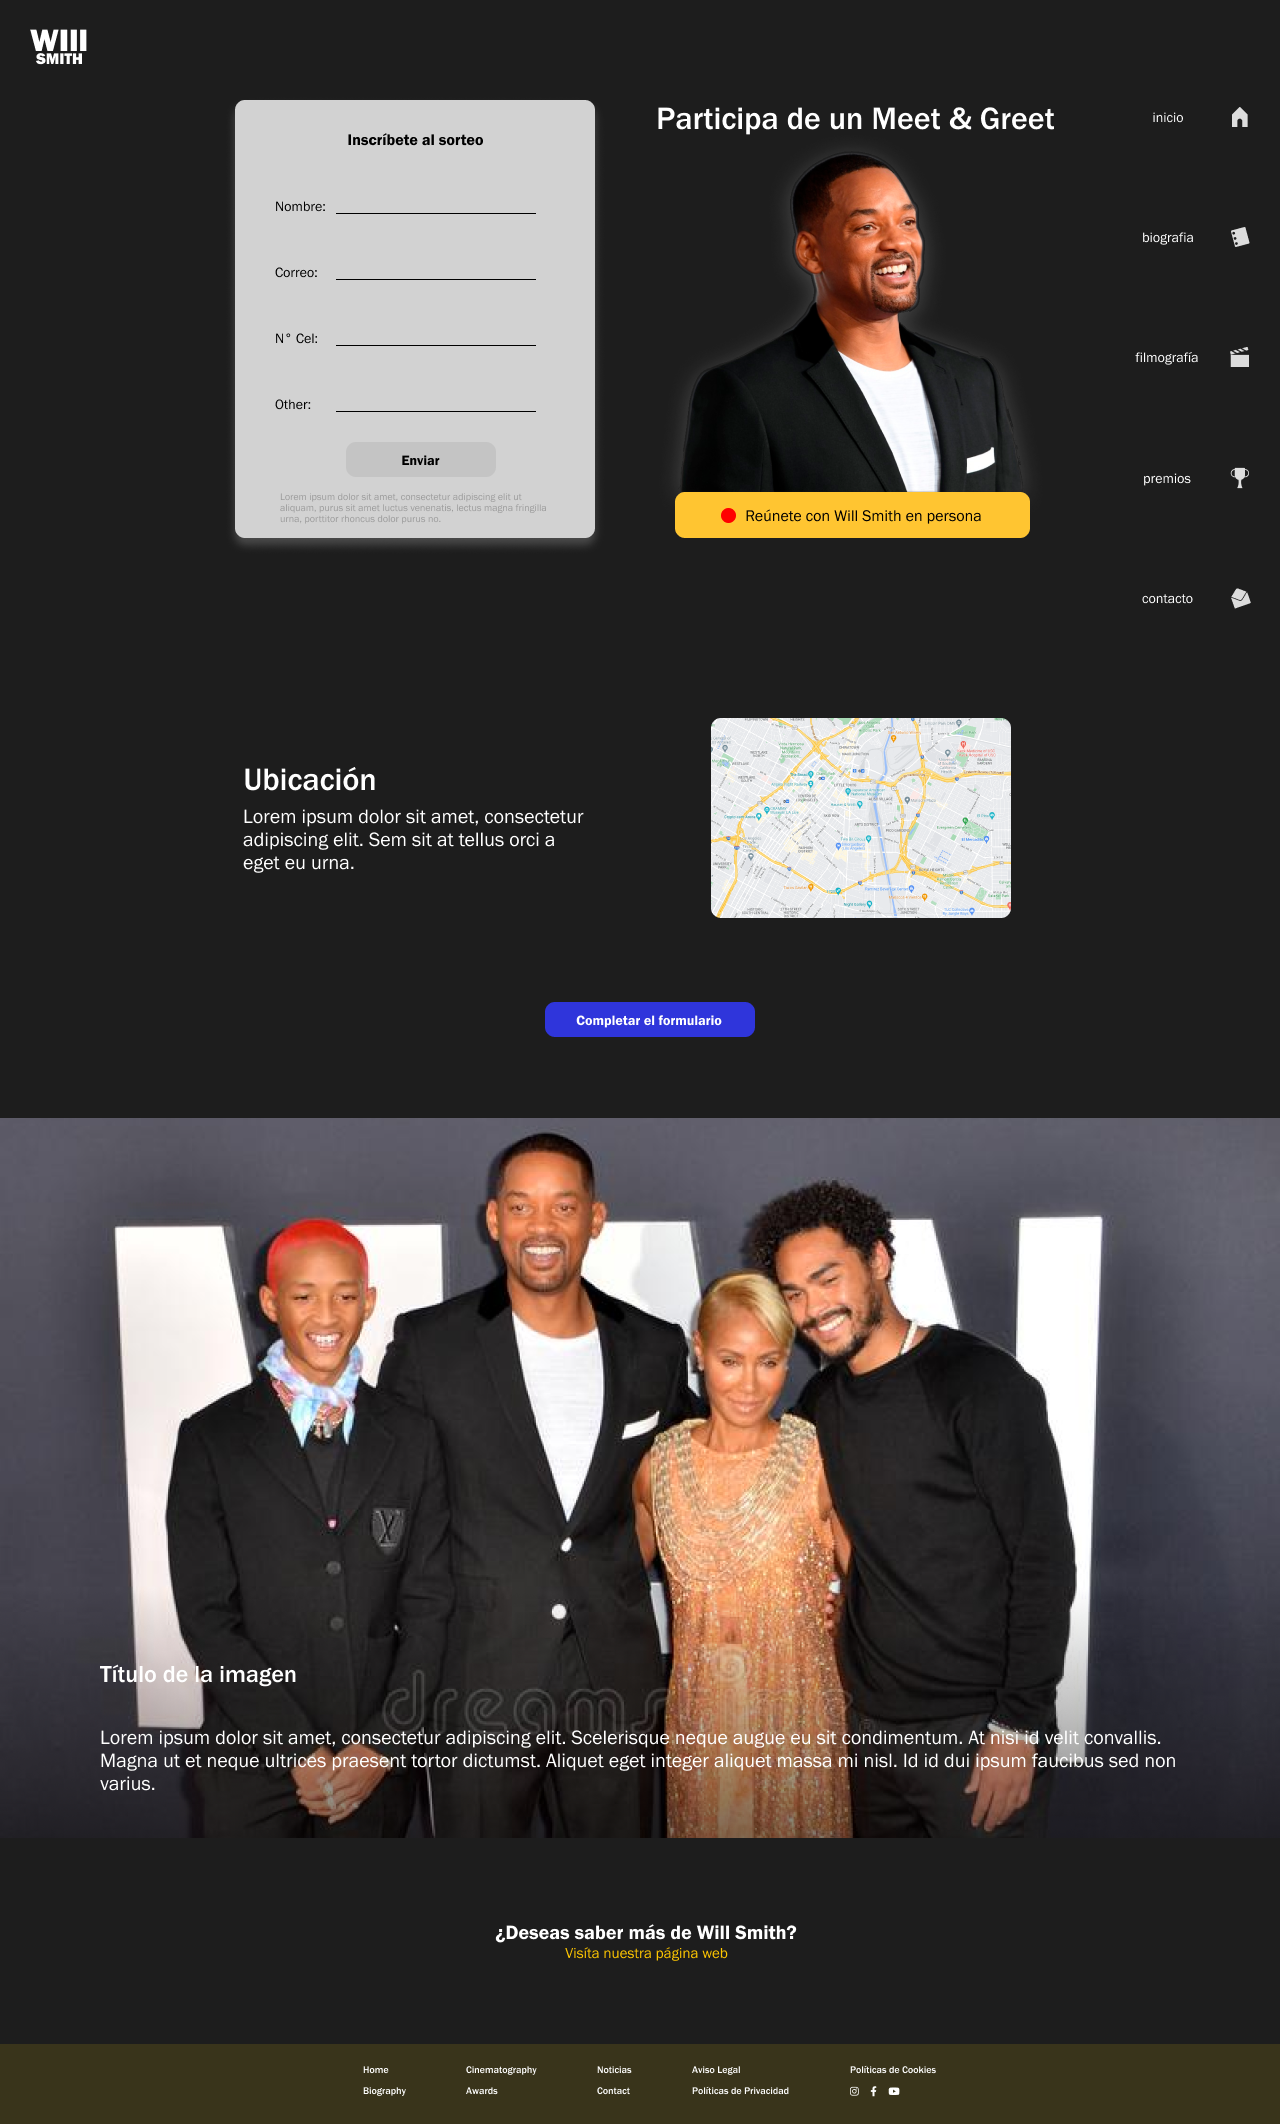 Will
SMITH
Inscríbete al sorteo
Nombre:
Correo:
N° Cel:
Other:
Enviar
Lorem ipsum dolor sit amet, consectetur adipiscing elit ut
aliquam, purus sit amet luctus venenatis, lectus magna fringilla
urna, porttitor rhoncus dolor purus no.
Participa de un Meet & Greet
Reúnete con Will Smith en persona
inicio
biografia
filmografía
premios
contacto
Ubicación
Lorem ipsum dolor sit amet, consectetur
adipiscing elit. Sem sit at tellus orci a
eget eu urna.
Completar el formulario
Título de la imagen
Lorem ipsum dolor sit amet, consectetur adipiscing elit. Scelerisque neque augue eu sit condimentum. At nisi id velit convallis.
Magna ut et neque ultrices praesent tortor dictumst. Aliquet eget integer aliquet massa mi nisl. Id id dui ipsum faucibus sed non
varius.
dreamstime
¿Deseas saber más de Will Smith?
Visíta nuestra página web
Home
Biography
Cinematography
Awards
Noticias
Contact
Aviso Legal
Políticas de Privacidad
Políticas de Cookies